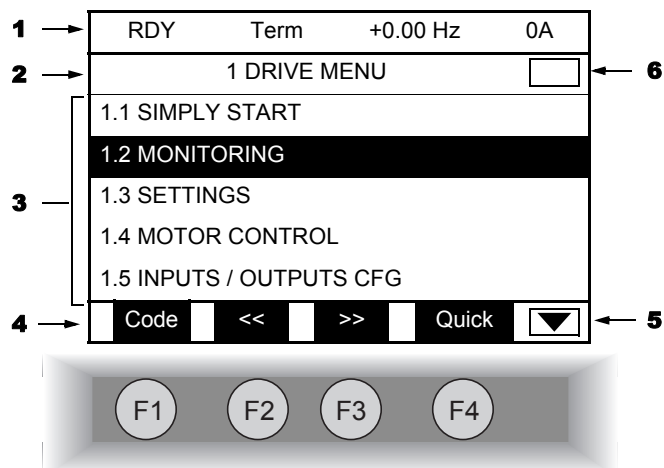 1 RDY Term +0.00 Hz 0A
2 1 DRIVE MENU 6
1.1 SIMPLY START
1.2 MONITORING
3 1.3 SETTINGS
1.4 MOTOR CONTROL
1.5 INPUTS / OUTPUTS CFG
4 Code << >> Quick 5
F1 F2 F3 F4